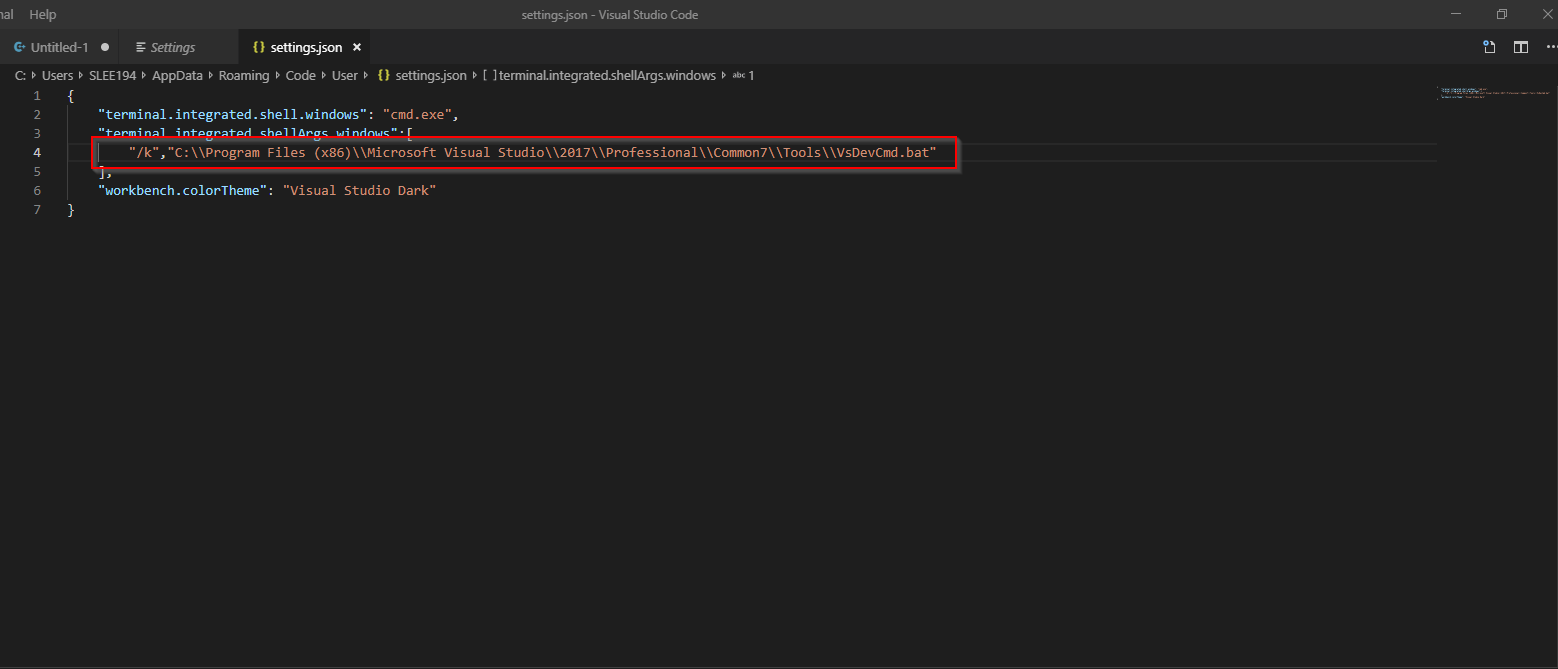 nal Help settings.json - Visual Studio Code
Untitled-1 Settings {} settings.json
C: Users SLEE194 AppData Roaming Code User {} settings.json [ ] terminal.integrated.shellArgs.windows abc 1
1 {
2 "terminal.integrated.shell.windows": "cmd.exe",
3 "terminal.integrated.shellArgs.windows":[
4 "/k","C:\\Program Files (x86)\\Microsoft Visual Studio\\2017\\Professional\\Common7\\Tools\\VsDevCmd.bat"
5 ],
6 "workbench.colorTheme": "Visual Studio Dark"
7 }